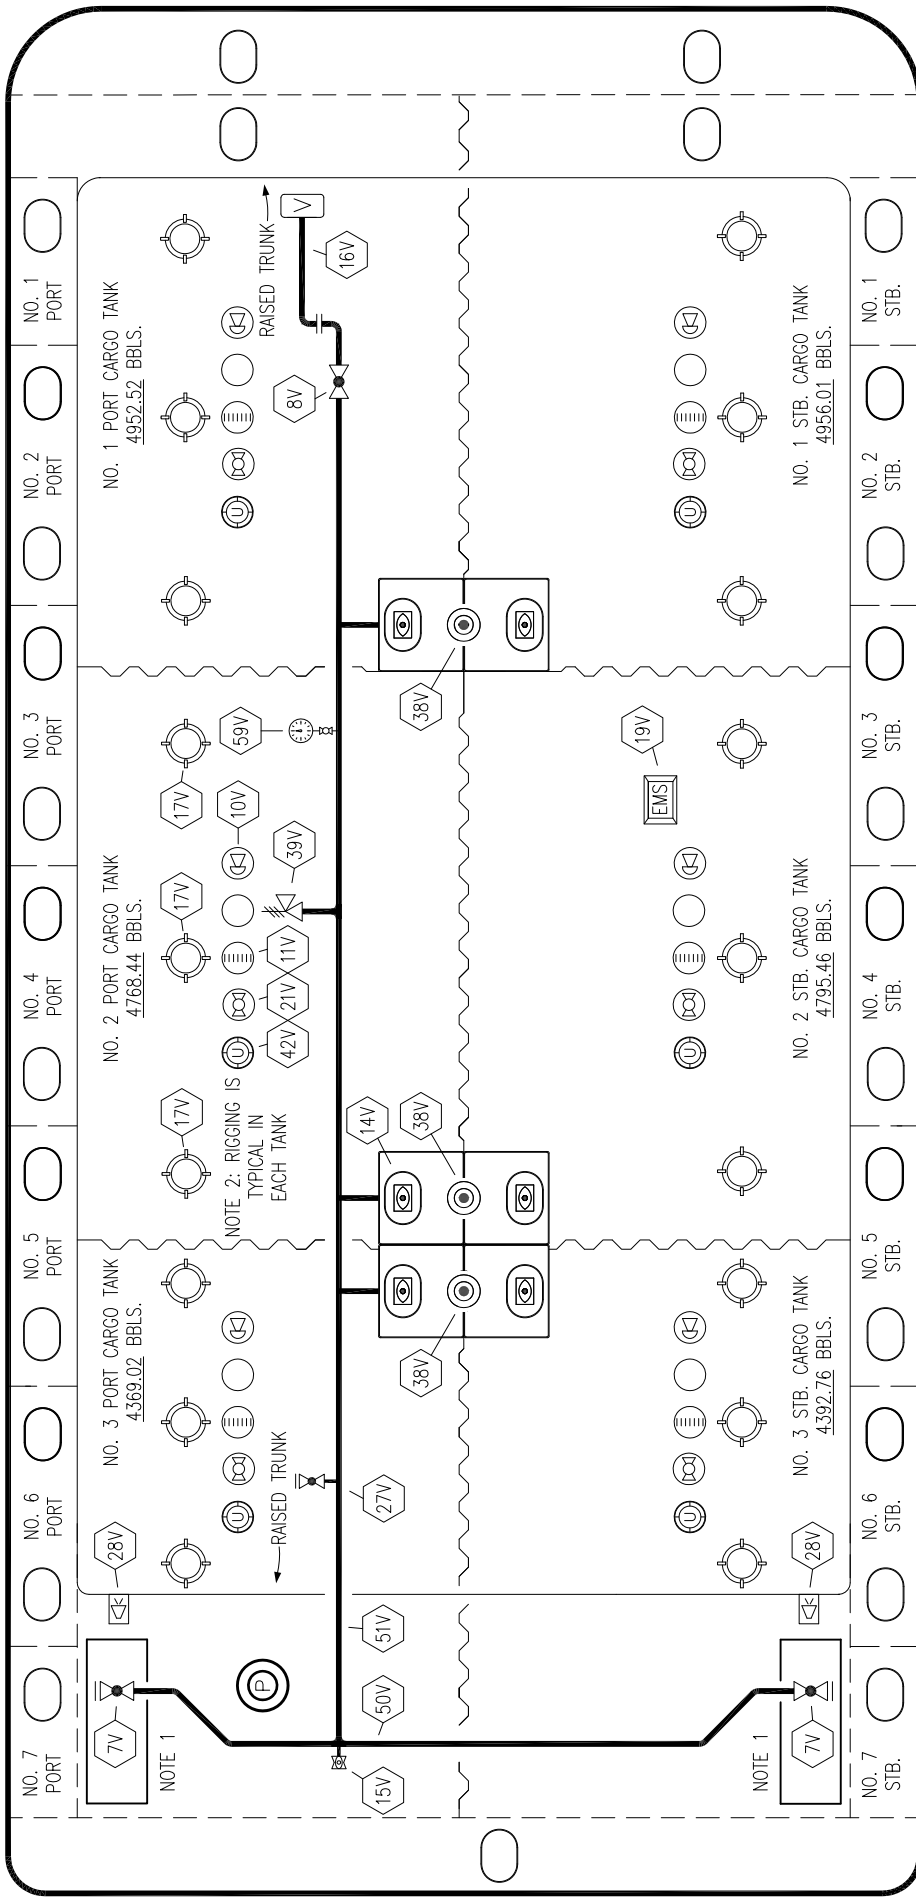 NO. 1
PORT
NO. 2
PORT
NO. 3
PORT
NO. 4
PORT
NO. 5
PORT
NO. 6
PORT
NO. 7
PORT
NO. 1 PORT CARGO TANK
4952.52 BBLS.
RAISED TRUNK
V
16V
8V
U
NO. 2 PORT CARGO TANK
4768.44 BBLS.
17V
17V
17V
59V
10V
39V
11V
21V
42V
U
NOTE 2: RIGGING IS
TYPICAL IN
EACH TANK
38V
14V
38V
38V
NO. 3 PORT CARGO TANK
4369.02 BBLS.
U
RAISED TRUNK
27V
28V
51V
50V
15V
P
7V
NOTE 1
NO. 1 STB. CARGO TANK
4956.01 BBLS.
U
19V
EMS
NO. 2 STB. CARGO TANK
4795.46 BBLS.
U
NO. 3 STB. CARGO TANK
4392.76 BBLS.
U
28V
7V
NOTE 1
NO. 1
STB.
NO. 2
STB.
NO. 3
STB.
NO. 4
STB.
NO. 5
STB.
NO. 6
STB.
NO. 7
STB.